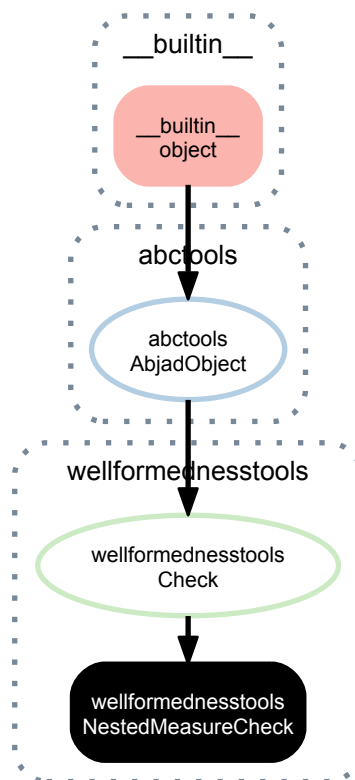 __builtin__
__builtin__
object
abctools
abctools
AbjadObject
wellformednesstools
wellformednesstools
Check
wellformednesstools
NestedMeasureCheck